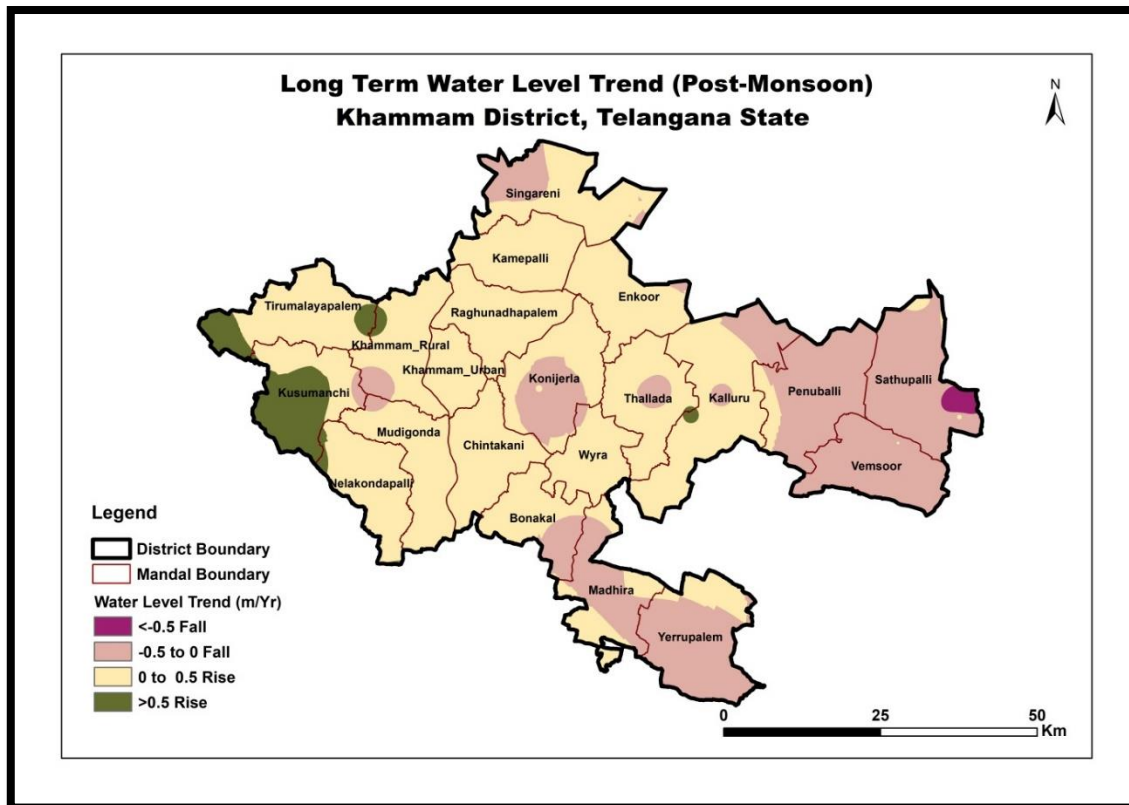 Long Term Water Level Trend (Post-Monsoon)
Khammam District, Telangana State
N
Singareni
Kamepalli
Enkoor
Tirumalayapalem
Raghunadhapalem
Khammam_Rural
Khammam_Urban
Konijerla
Kusumanchi
Thallada
Kalluru
Penuballi
Sathupalli
Mudigonda
Chintakani
Wyra
Vemsoor
Nelakondapalli
Bonakal
Madhira
Yerrupalem
Legend
District Boundary
Mandal Boundary
Water Level Trend (m/Yr)
<-0.5 Fall
-0.5 to 0 Fall
0 to 0.5 Rise
>0.5 Rise
0 25 50
Km